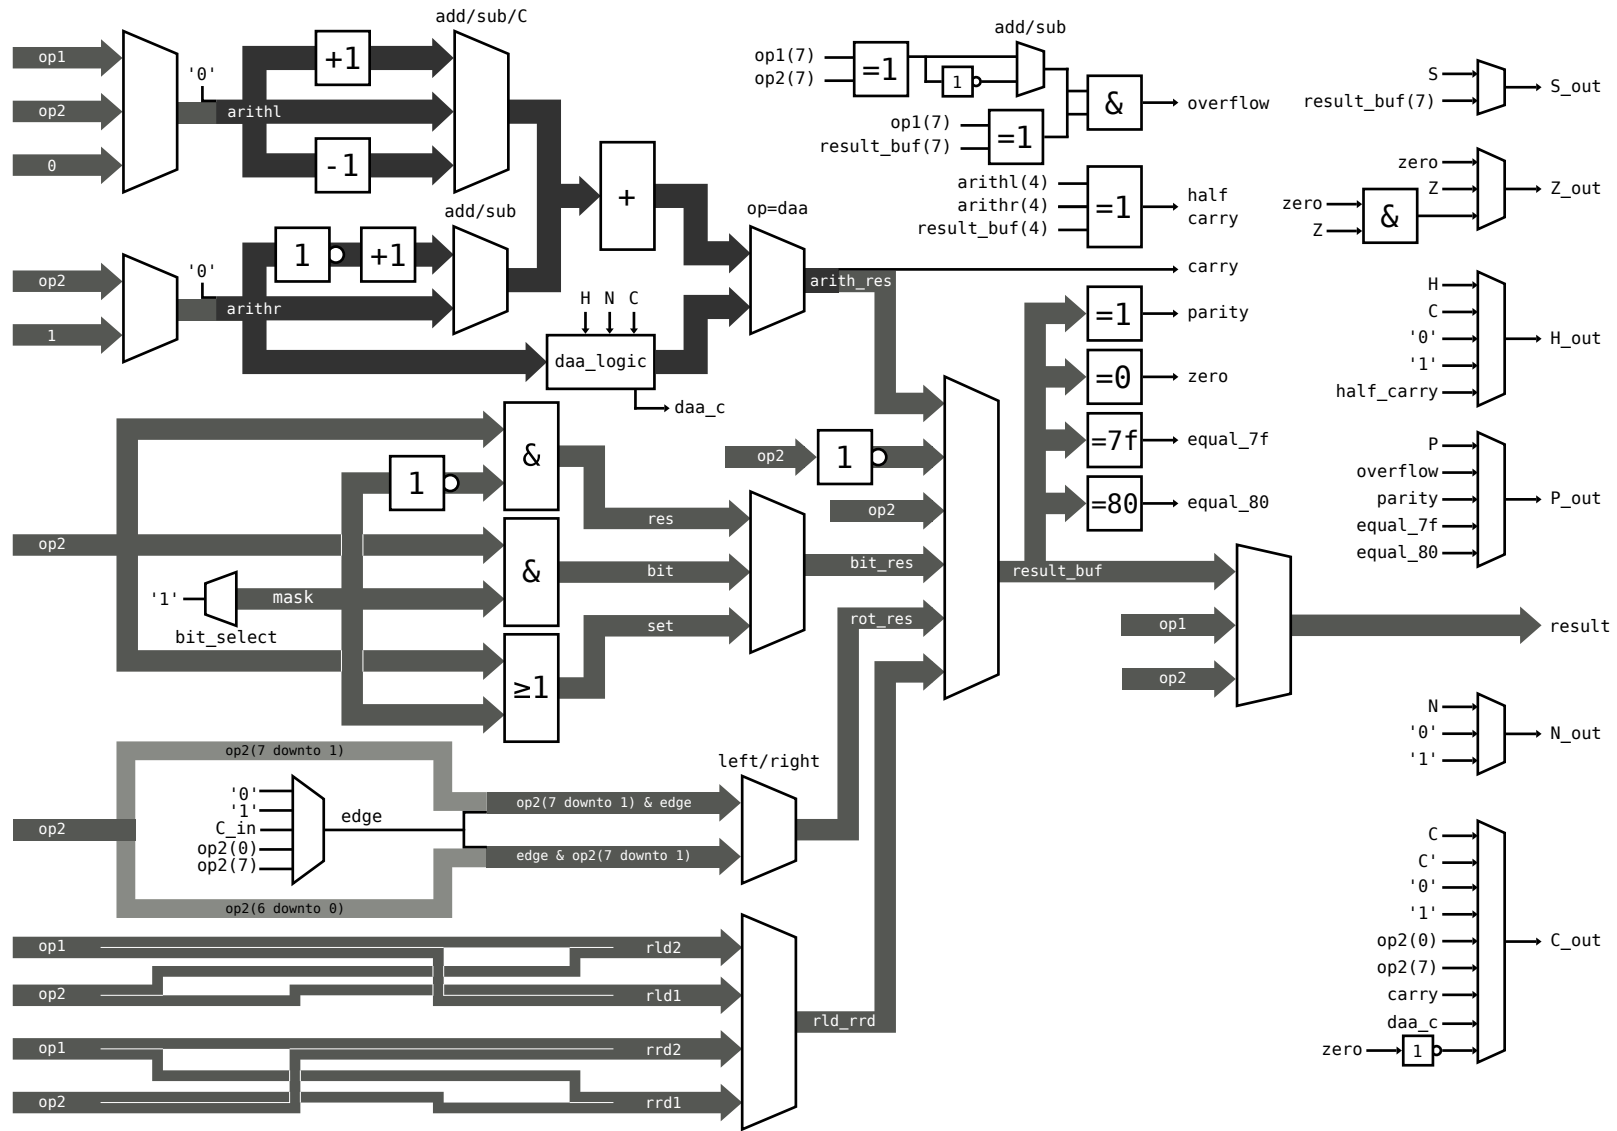 add/sub/C
op1
+1
'0'
op2
arithl
0
-1
+
add/sub
op2
'0'
1
+1
arithr
1
H N C
daa_logic
daa_c
op=daa
arith_res
add/sub
op1(7)
op2(7)
=1
1
&
overflow
op1(7)
result_buf(7)
=1
arithl(4)
arithr(4)
result_buf(4)
=1
half
carry
carry
=1
parity
=0
zero
=7f
equal_7f
=80
equal_80
S
result_buf(7)
S_out
zero
Z
zero
Z
&
Z_out
H
C
'0'
'1'
half_carry
H_out
P
overflow
parity
equal_7f
equal_80
P_out
op2
1
&
res
&
bit
'1'
mask
bit_select
≥1
set
op2
1
op2
bit_res
rot_res
result_buf
op1
op2
result
N
'0'
'1'
N_out
op2(7 downto 1)
'0'
'1'
C_in
op2(0)
op2(7)
edge
op2
op2(6 downto 0)
left/right
op2(7 downto 1) & edge
edge & op2(7 downto 1)
op1
rld2
op2
rld1
op1
rrd2
op2
rrd1
rld_rrd
C
C'
'0'
'1'
op2(0)
op2(7)
carry
daa_c
zero
1
C_out